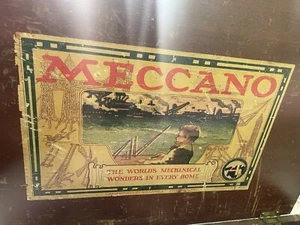 MECCANO
THE WORLD'S MECHANICAL
WONDERS IN EVERY HOME